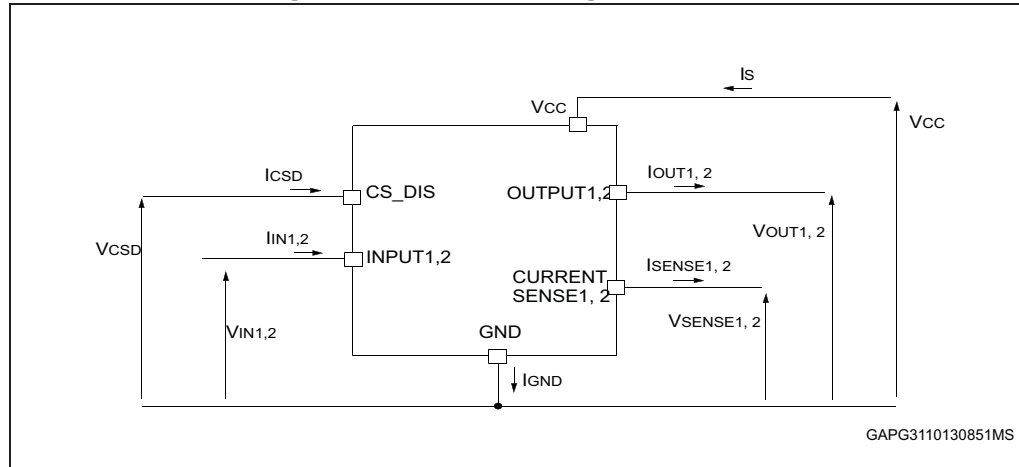 IS
VCC
VCC
ICSD
CS_DIS
OUTPUT1,2
IOUT1, 2
VCSD
IIN1,2
INPUT1,2
VOUT1, 2
ISENSE1, 2
CURRENT
SENSE1, 2
VIN1,2
GND
VSENSE1, 2
IGND
GAPG3110130851MS